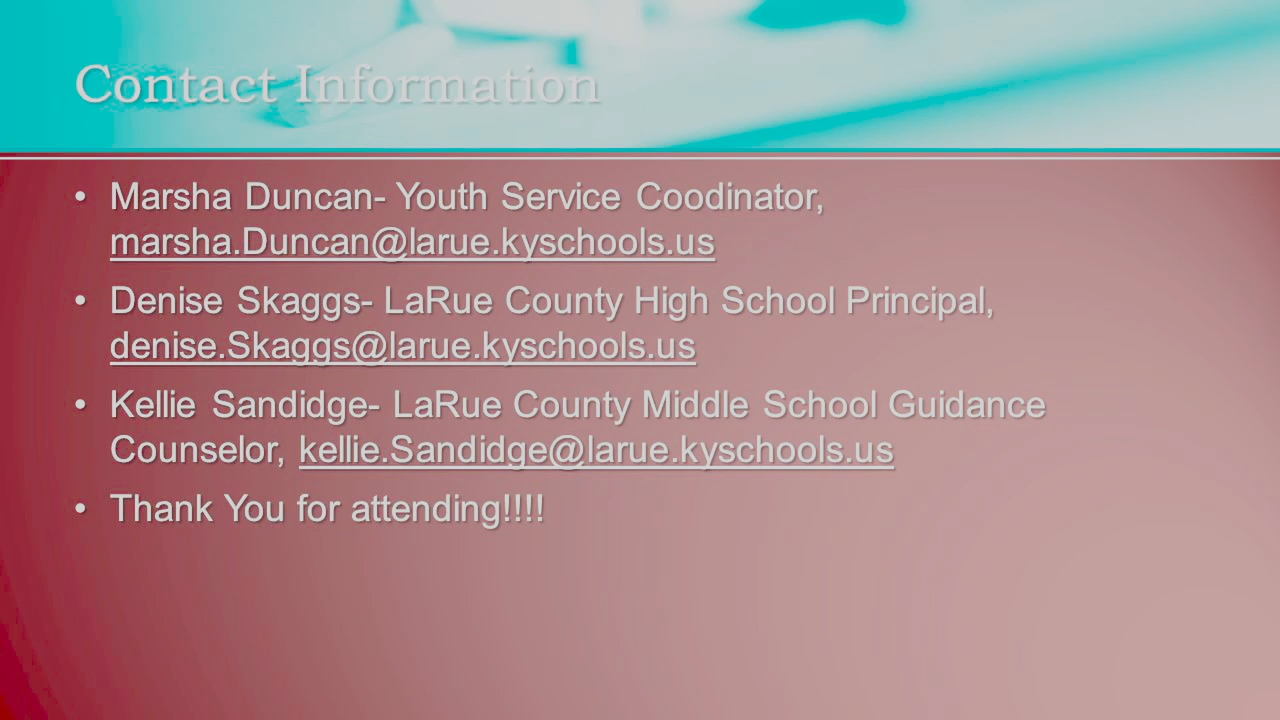 Contact Information
• Marsha Duncan- Youth Service Coodinator,
marsha.Duncan@larue.kyschools.us
• Denise Skaggs- LaRue County High School Principal,
denise.Skaggs@larue.kyschools.us
• Kellie Sandidge- LaRue County Middle School Guidance
Counselor, kellie.Sandidge@larue.kyschools.us
• Thank You for attending!!!!